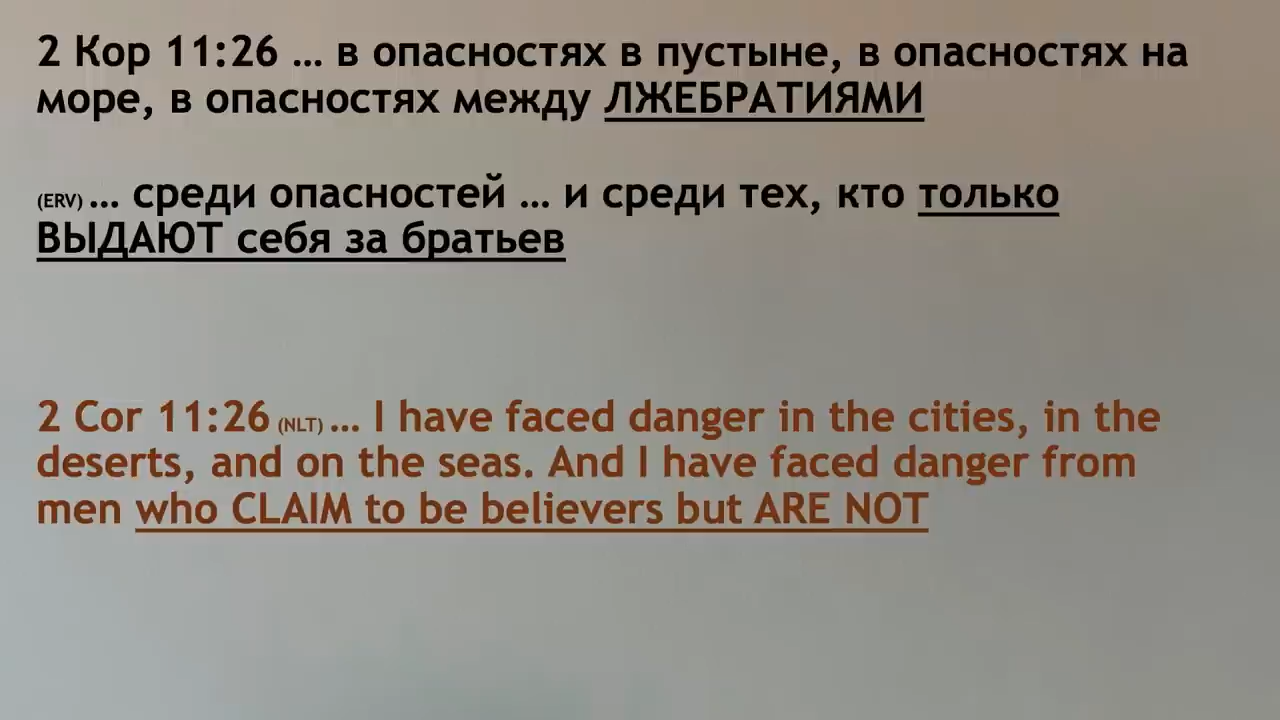 2 Кор 11:26 … в опасностях в пустыне, в опасностях на
море, в опасностях между ЛЖЕБРАТИЯМИ
(ERV) … среди опасностей … и среди тех, кто только
ВЫДАЮТ себя за братьев
2 Cor 11:26 (NLT) … I have faced danger in the cities, in the
deserts, and on the seas. And I have faced danger from
men who CLAIM to be believers but ARE NOT